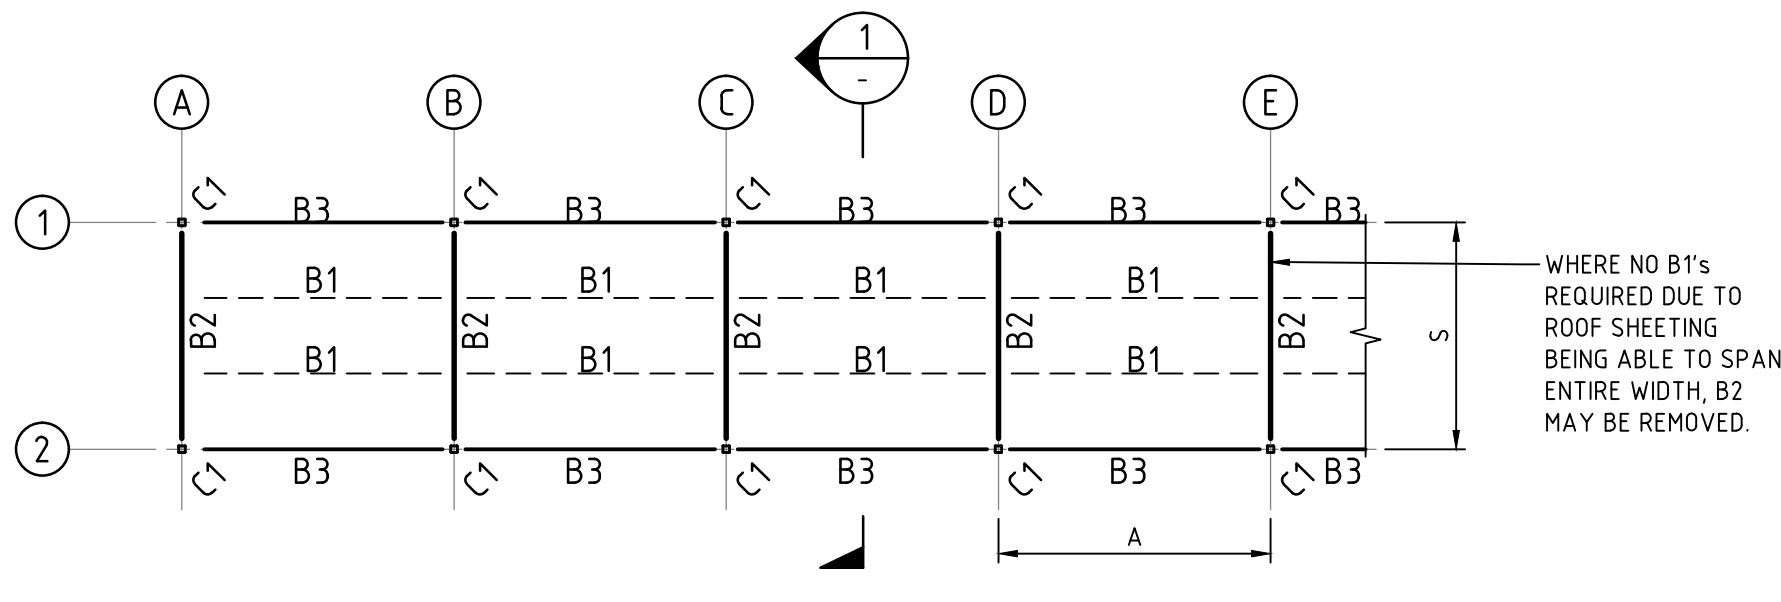 1
-
A B C D E
C1 C1 C1 C1 C1
1 B3 B3 B3 B3 B3
B1 B1 B1 B1
B2 B2 B2 B2 B2
B1 B1 B1 B1
2
C1 B3 C1 B3 C1 B3 C1 B3 C1 B3
S
A
WHERE NO B1's
REQUIRED DUE TO
ROOF SHEETING
BEING ABLE TO SPAN
ENTIRE WIDTH, B2
MAY BE REMOVED.